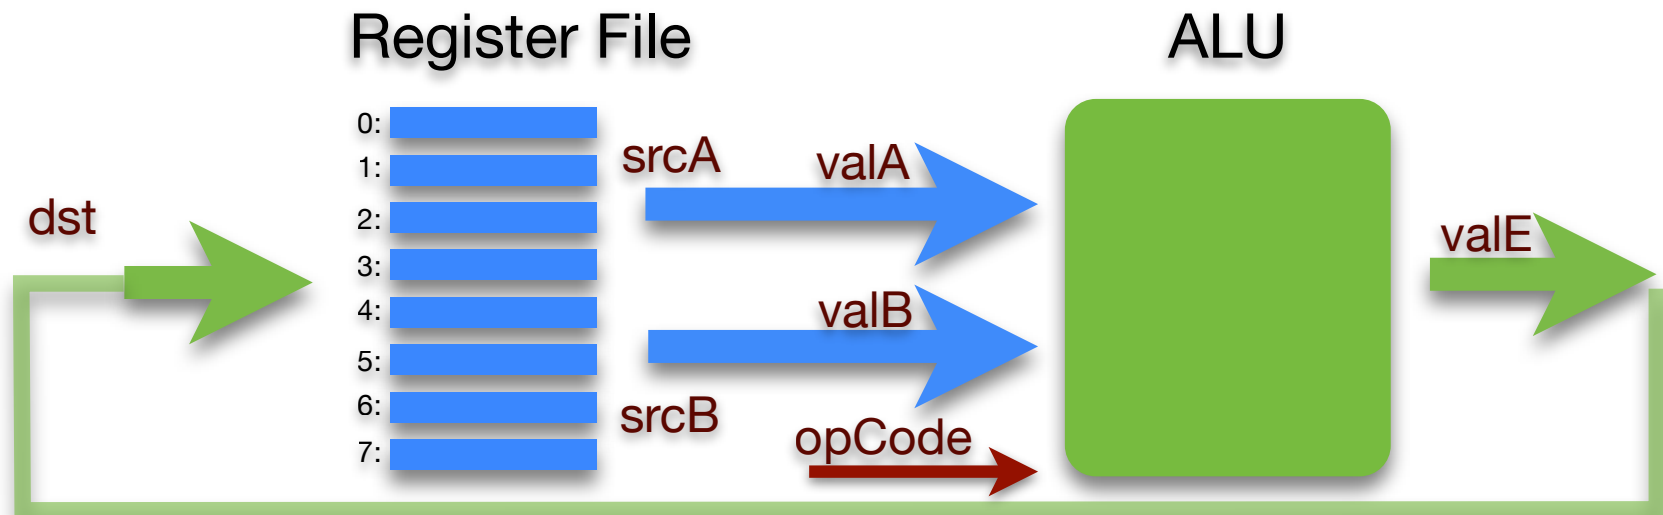 Register File
ALU
0:
1:
2:
3:
4:
5:
6:
7:
srcA
valA
dst
valE
valB
srcB
opCode